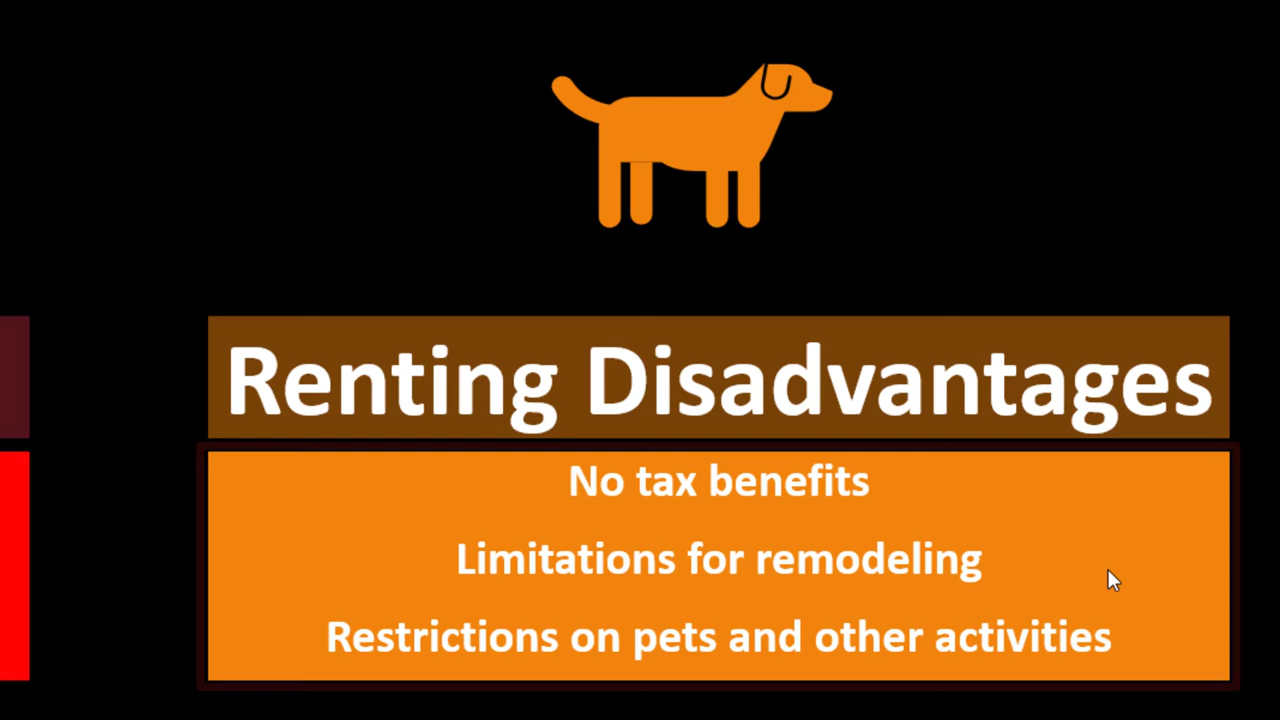 Renting Disadvantages
No tax benefits
Limitations for remodeling
Restrictions on pets and other activities